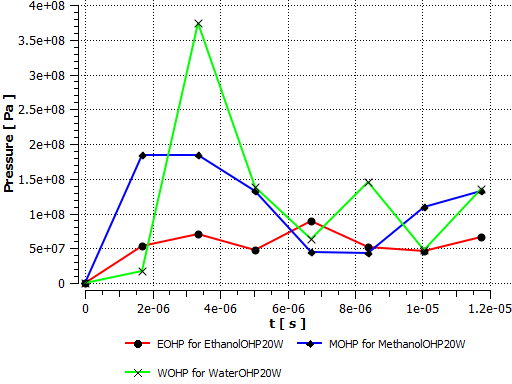 4e+08
3.5e+08
3e+08
2.5e+08
2e+08
1.5e+08
1e+08
5e+07
0
Pressure [ Pa ]
0 2e-06 4e-06 6e-06 8e-06 1e-05 1.2e-05
t [ s ]
EOHP for EthanolOHP20W MOHP for MethanolOHP20W
WOHP for WaterOHP20W